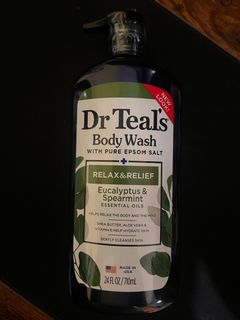 NEW
LOOK!
Dr Teal's
Body Wash
WITH PURE EPSOM SALT
RELAX & RELIEF
Eucalyptus &
Spearmint
ESSENTIAL OILS
HELPS RELAX THE BODY AND THE MIND
SHEA BUTTER, ALOE VERA &
VITAMIN E HELP HYDRATE SKIN
GENTLY CLEANSES SKIN
MADE IN
USA
24 FL OZ / 710mL